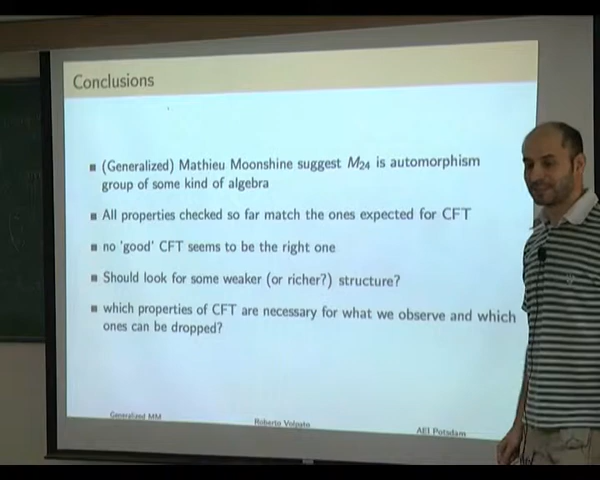 Conclusions
(Generalized) Mathieu Moonshine suggest M24 is automorphism
group of some kind of algebra
All properties checked so far match the ones expected for CFT
no 'good' CFT seems to be the right one
Should look for some weaker (or richer?) structure?
which properties of CFT are necessary for what we observe and which
ones can be dropped?
Generalized MM Roberto Volpato AEI Potsdam